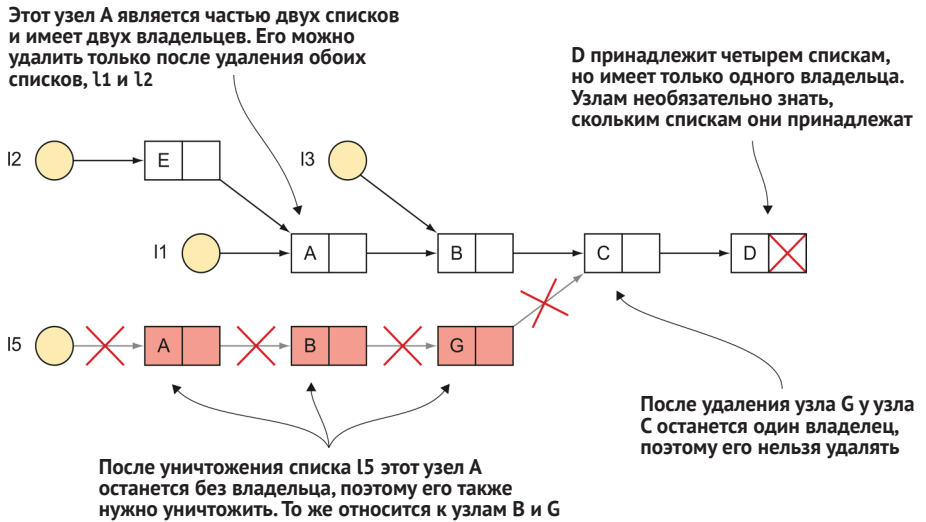 Этот узел A является частью двух списков
и имеет двух владельцев. Его можно
удалить только после удаления обоих
списков, l1 и l2
D принадлежит четырем спискам,
но имеет только одного владельца.
Узлам необязательно знать,
скольким спискам они принадлежат
l2
E
l3
l1
A
B
C
D
l5
A
B
G
После удаления узла G у узла
C останется один владелец,
поэтому его нельзя удалять
После уничтожения списка l5 этот узел A
останется без владельца, поэтому его также
нужно уничтожить. То же относится к узлам B и G